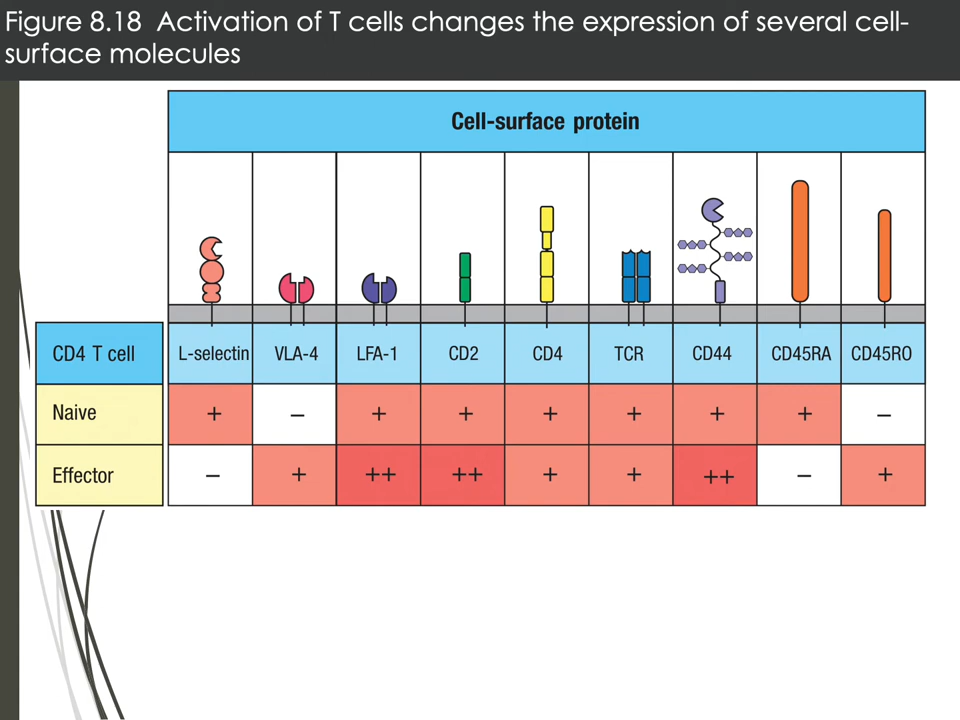 Figure 8.18  Activation of T cells changes the expression of several cell-
surface molecules
Cell-surface protein
CD4 T cell L-selectin VLA-4 LFA-1 CD2 CD4 TCR CD44 CD45RA CD45RO
Naive + – + + + + + + –
Effector – + ++ ++ + + ++ – +